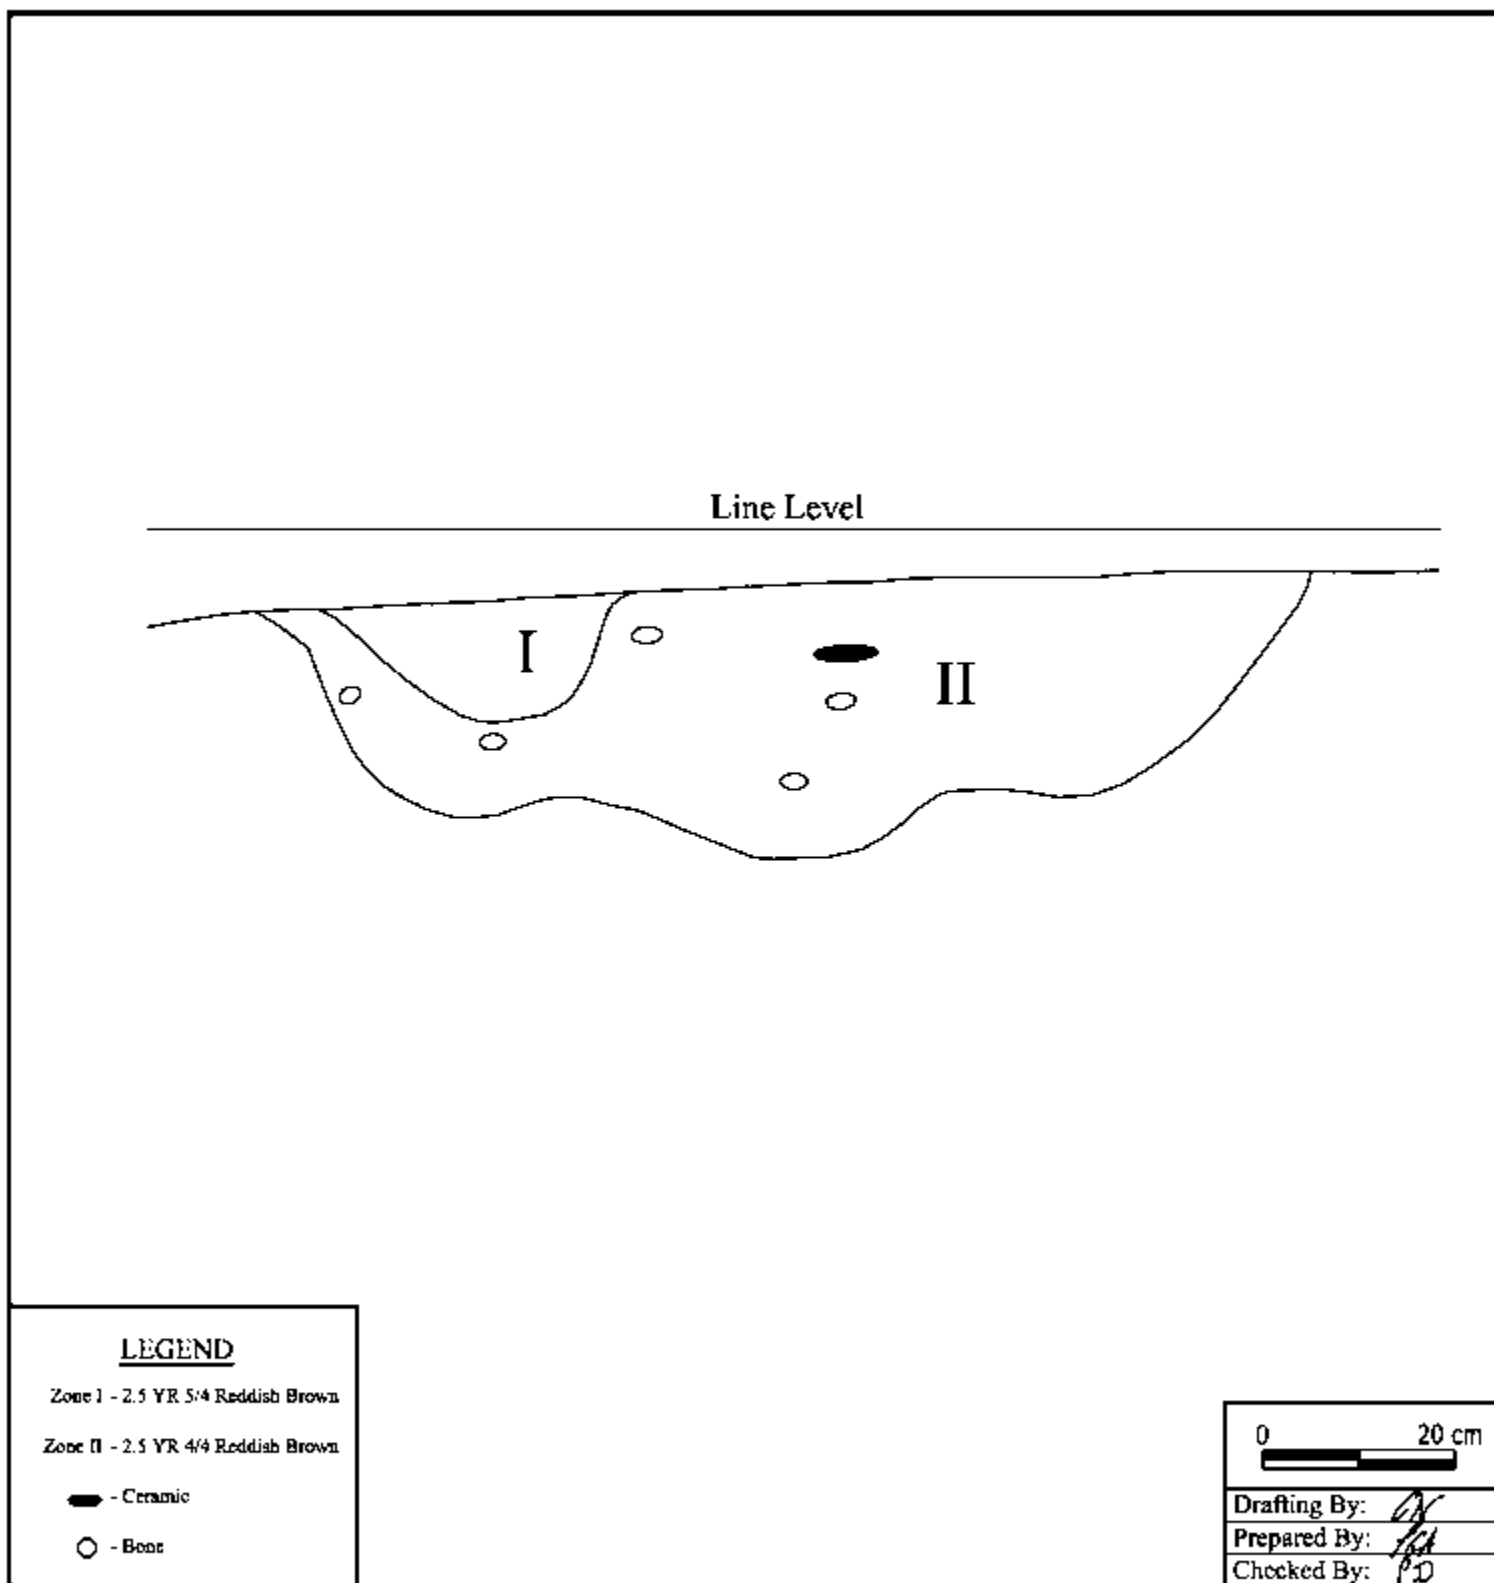 Line Level
I
II
LEGEND
Zone I - 2.5 YR 5/4 Reddish Brown
Zone II - 2.5 YR 4/4 Reddish Brown
- Ceramic
- Bone
0 20 cm
Drafting By:
Prepared By:
Checked By: